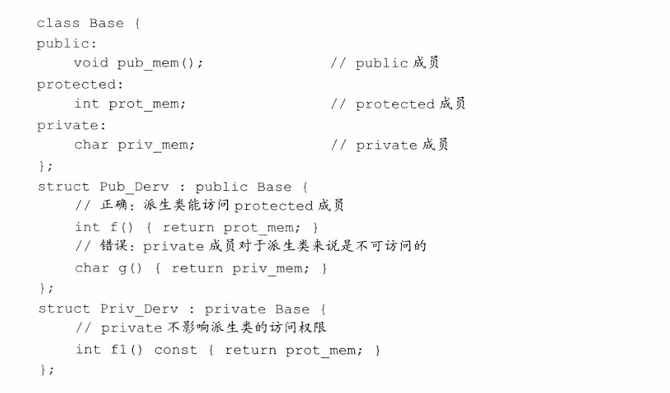 class Base {
public:
    void pub_mem();                // public 成员
protected:
    int prot_mem;                  // protected 成员
private:
    char priv_mem;                 // private 成员
};
struct Pub_Derv : public Base {
    // 正确：派生类能访问 protected 成员
    int f() { return prot_mem; }
    // 错误：private 成员对于派生类来说是不可访问的
    char g() { return priv_mem; }
};
struct Priv_Derv : private Base {
    // private 不影响派生类的访问权限
    int f1() const { return prot_mem; }
};